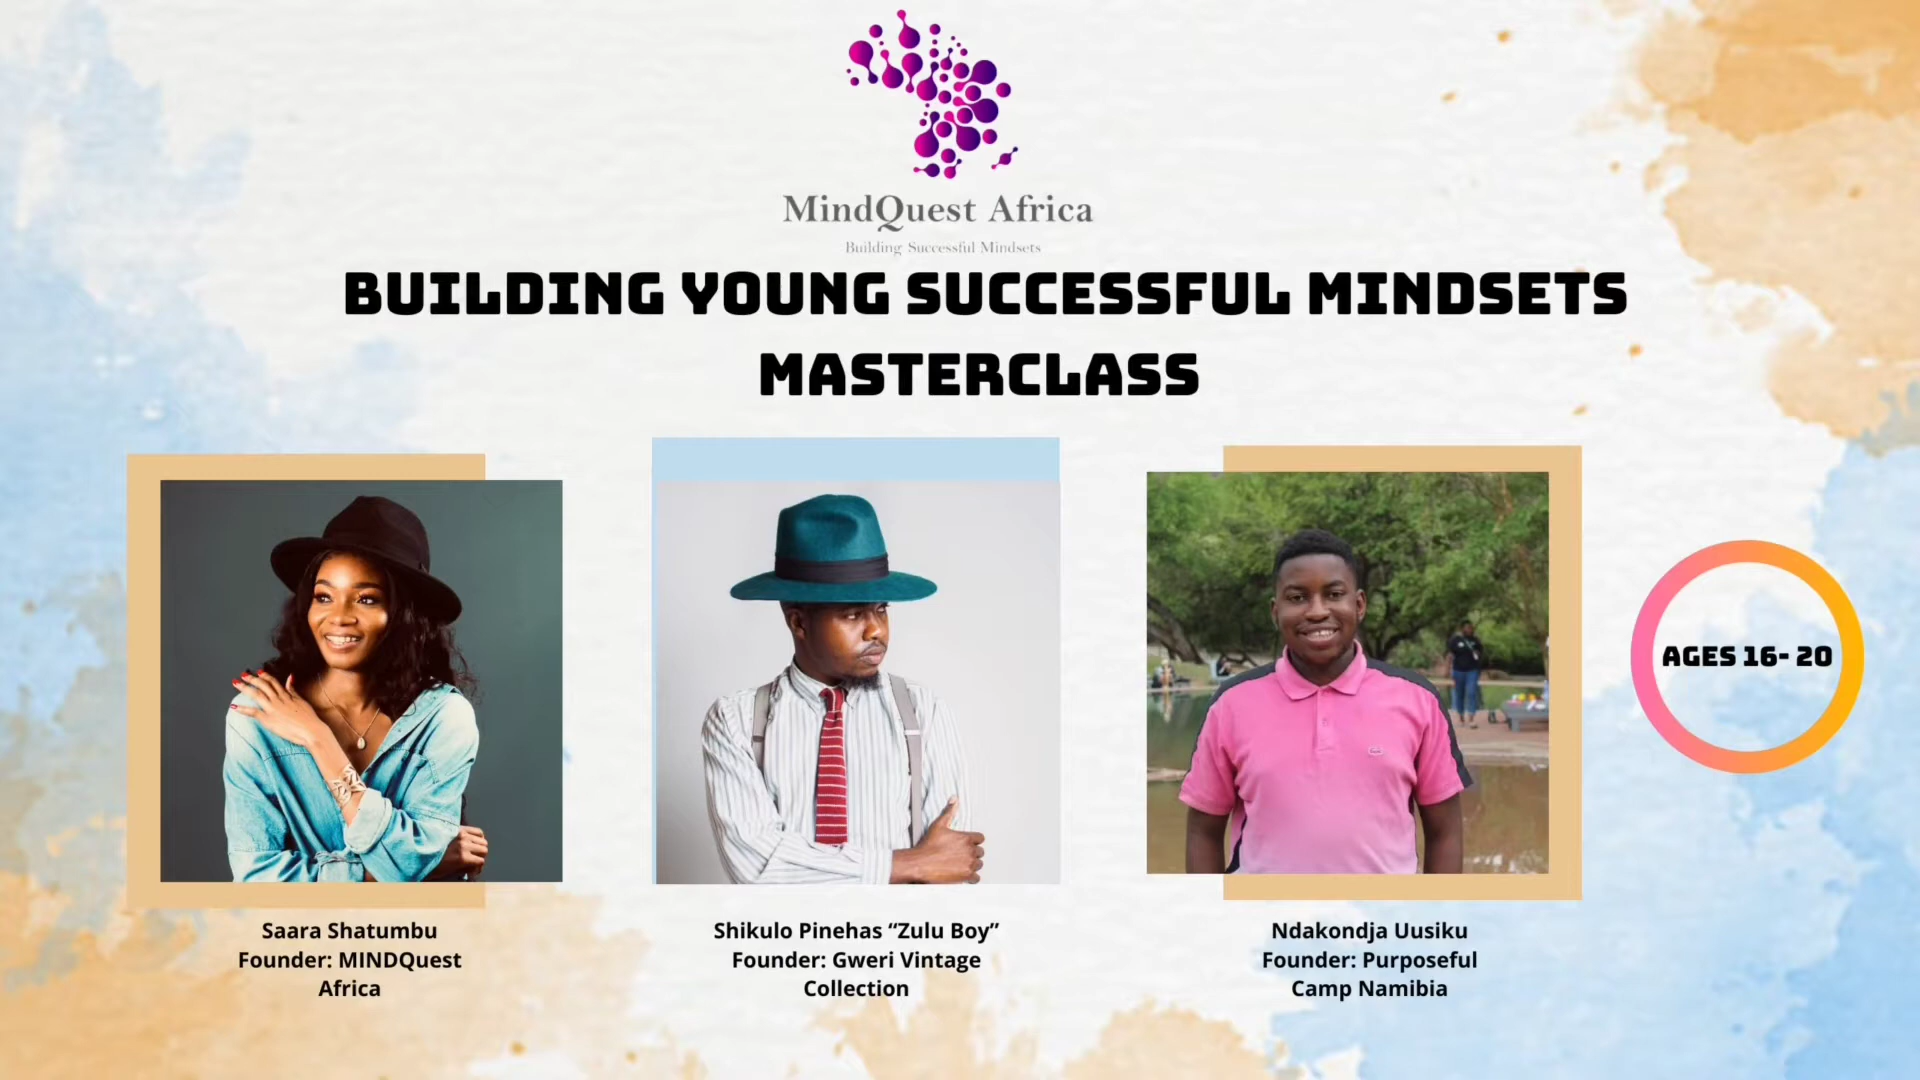 MindQuest Africa
Building Successful Mindsets
BUILDING YOUNG SUCCESSFUL MINDSETS
MASTERCLASS
AGES 16- 20
Saara Shatumbu
Founder: MINDQuest
Africa
Shikulo Pinehas “Zulu Boy”
Founder: Gweri Vintage
Collection
Ndakondja Uusiku
Founder: Purposeful
Camp Namibia